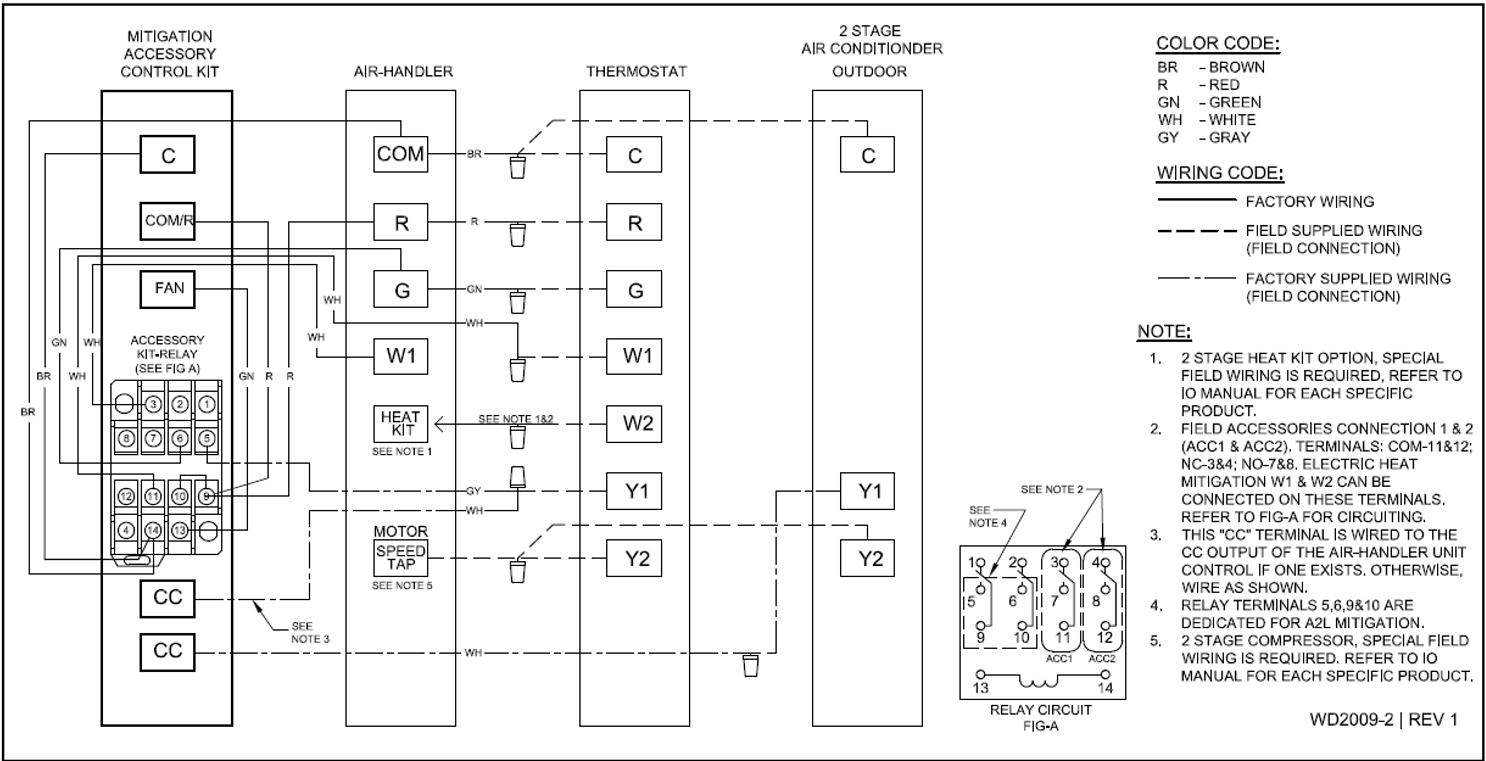 MITIGATION
ACCESSORY
CONTROL KIT
AIR-HANDLER
THERMOSTAT
2 STAGE
AIR CONDITIONDER
OUTDOOR
C
COM/R
FAN
ACCESSORY
KIT-RELAY
(SEE FIG A)
3 2 1
8 7 6 5
12 11 10 9
4 14 13
CC
CC
BR
BR
GN
WH
WH
GN
R
R
WH
WH
SEE
NOTE 3
COM
R
G
W1
HEAT
KIT
SEE NOTE 1
MOTOR
SPEED
TAP
SEE NOTE 5
BR
R
GN
WH
SEE NOTE 1&2
GY
WH
WH
C
R
G
W1
W2
Y1
Y2
C
Y1
Y2
COLOR CODE:
BR - BROWN
R - RED
GN - GREEN
WH - WHITE
GY - GRAY
WIRING CODE:
FACTORY WIRING
FIELD SUPPLIED WIRING
(FIELD CONNECTION)
FACTORY SUPPLIED WIRING
(FIELD CONNECTION)
NOTE:
1. 2 STAGE HEAT KIT OPTION, SPECIAL
FIELD WIRING IS REQUIRED, REFER TO
IO MANUAL FOR EACH SPECIFIC
PRODUCT.
2. FIELD ACCESSORIES CONNECTION 1 & 2
(ACC1 & ACC2). TERMINALS: COM-11&12;
NC-3&4; NO-7&8. ELECTRIC HEAT
MITIGATION W1 & W2 CAN BE
CONNECTED ON THESE TERMINALS.
REFER TO FIG-A FOR CIRCUITING.
3. THIS "CC" TERMINAL IS WIRED TO THE
CC OUTPUT OF THE AIR-HANDLER UNIT
CONTROL IF ONE EXISTS. OTHERWISE,
WIRE AS SHOWN.
4. RELAY TERMINALS 5,6,9&10 ARE
DEDICATED FOR A2L MITIGATION.
5. 2 STAGE COMPRESSOR, SPECIAL FIELD
WIRING IS REQUIRED. REFER TO IO
MANUAL FOR EACH SPECIFIC PRODUCT.
SEE NOTE 2
SEE
NOTE 4
1 2 3 4
5 6 7 8
9 10 11 12
ACC1 ACC2
13 14
RELAY CIRCUIT
FIG-A
WD2009-2 | REV 1